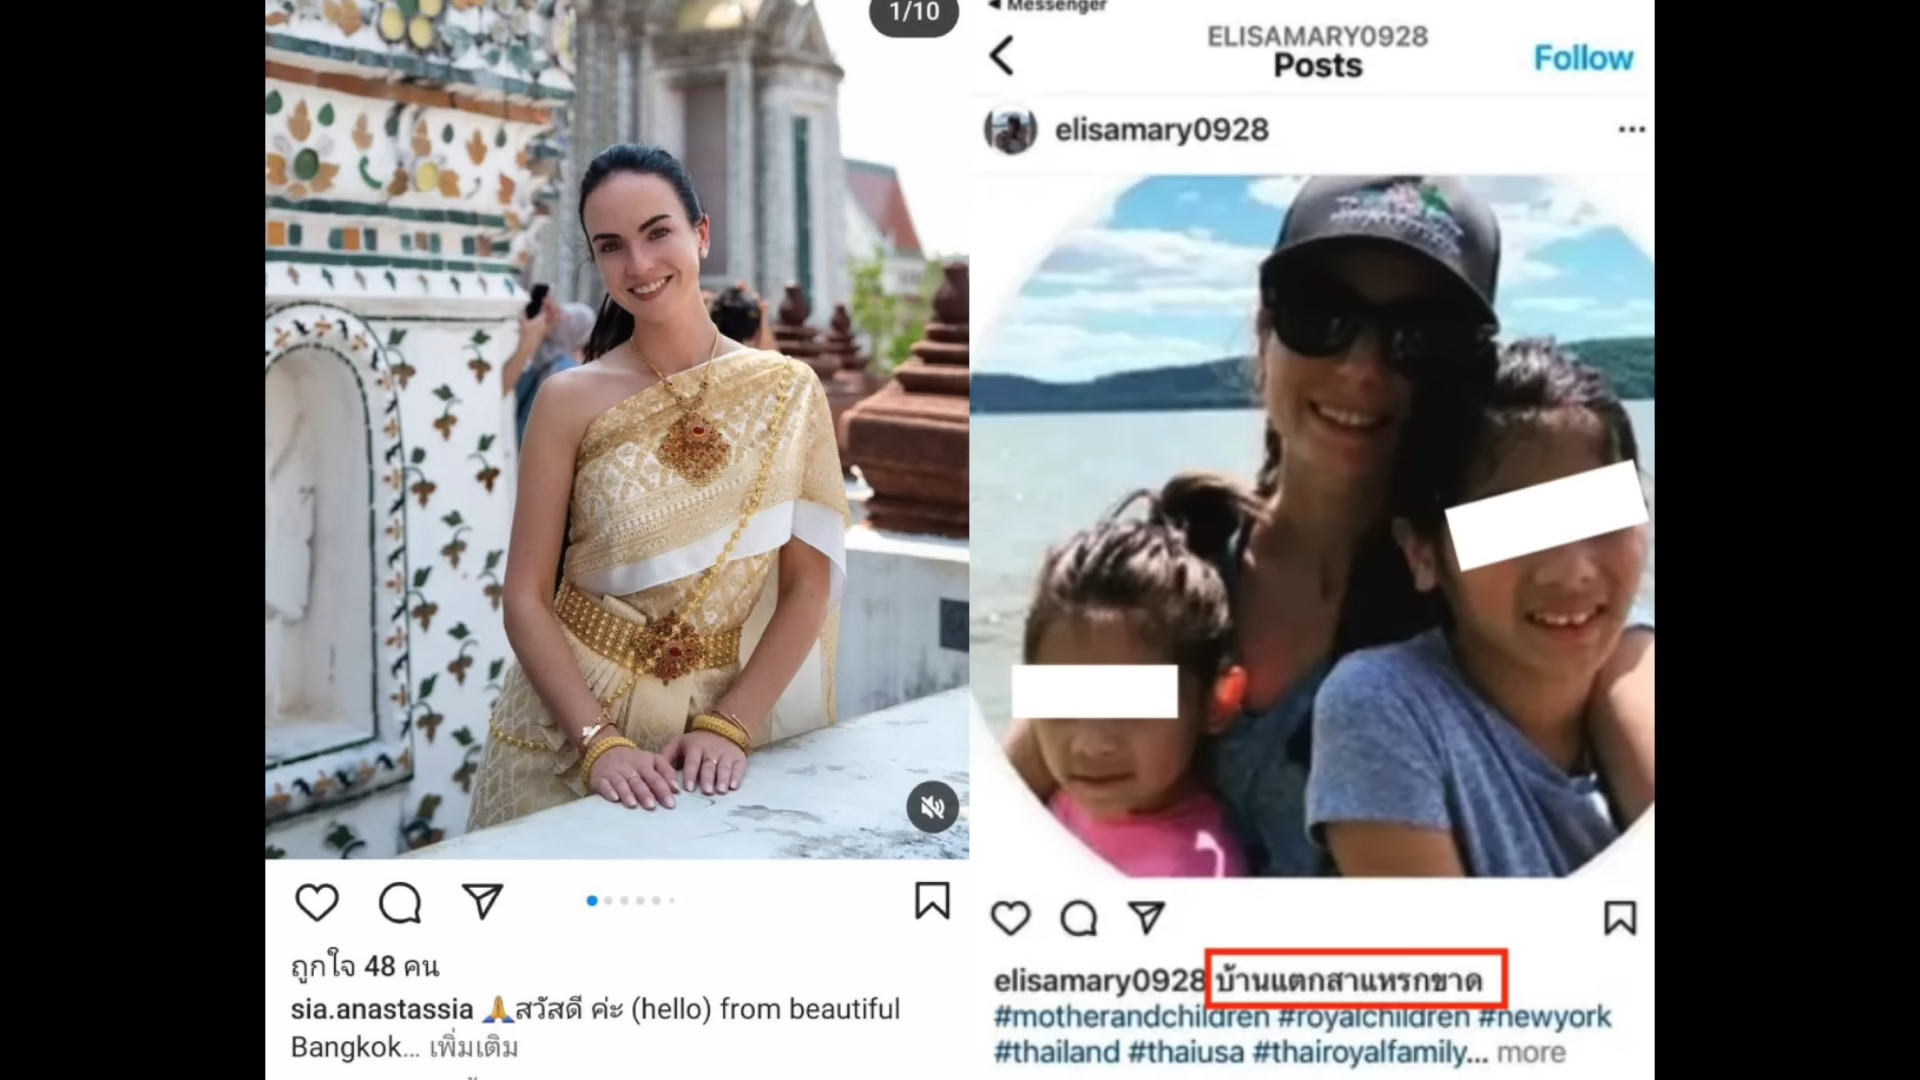 1/10
ถูกใจ 48 คน
sia.anastassia 🙏สวัสดี ค่ะ (hello) from beautiful
Bangkok... เพิ่มเติม
Messenger
ELISAMARY0928
Posts
Follow
elisamary0928
elisamary0928 บ้านแตกสาแหรกขาด
#motherandchildren #royalchildren #newyork
#thailand #thaiusa #thairoyalfamily... more